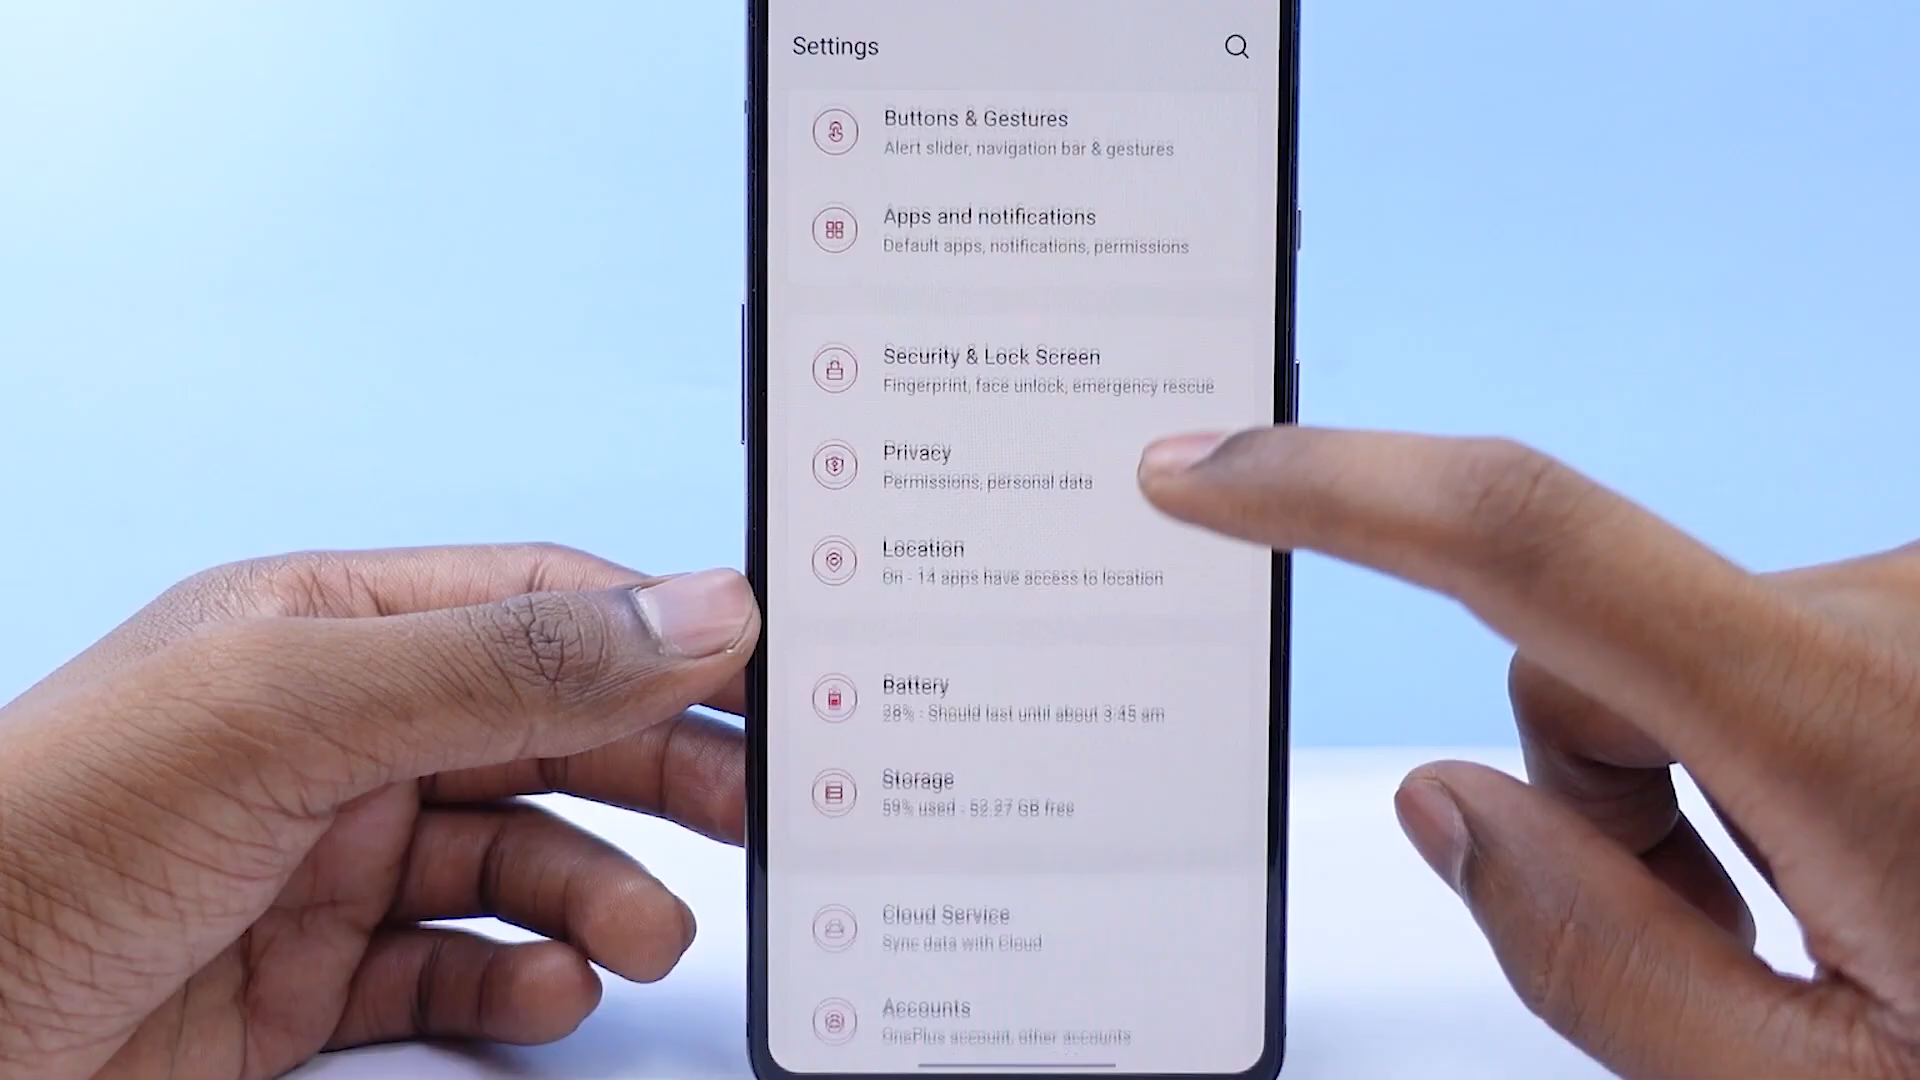 Settings
Buttons & Gestures
Alert slider, navigation bar & gestures
Apps and notifications
Default apps, notifications, permissions
Security & Lock Screen
Fingerprint, face unlock, emergency rescue
Privacy
Permissions, personal data
Location
On - 14 apps have access to location
Battery
28% - Should last until about 3:45 am
Storage
59% used - 52.27 GB free
Cloud Service
Sync data with Cloud
Accounts
OnePlus account, other accounts